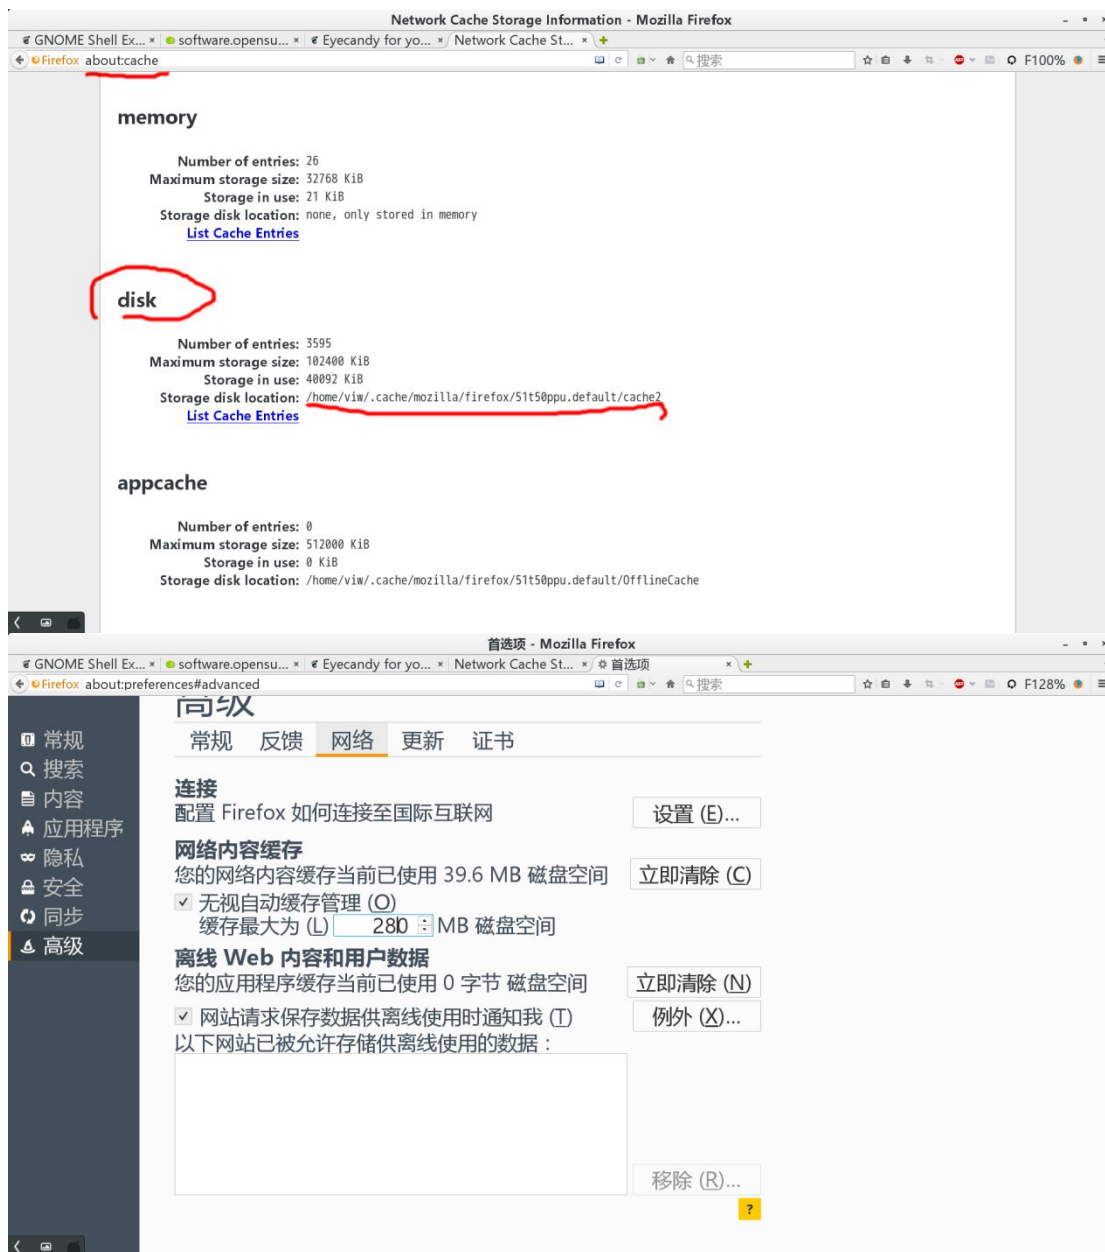 Network Cache Storage Information - Mozilla Firefox
GNOME Shell Ex... × software.opensu... × Eyecandy for yo... × Network Cache St... × +
Firefox about:cache 搜索 F100%
memory
Number of entries: 26
Maximum storage size: 32768 KiB
Storage in use: 21 KiB
Storage disk location: none, only stored in memory
List Cache Entries
disk
Number of entries: 3595
Maximum storage size: 102400 KiB
Storage in use: 40092 KiB
Storage disk location: /home/viw/.cache/mozilla/firefox/51t50ppu.default/cache2
List Cache Entries
appcache
Number of entries: 0
Maximum storage size: 512000 KiB
Storage in use: 0 KiB
Storage disk location: /home/viw/.cache/mozilla/firefox/51t50ppu.default/OfflineCache
首选项 - Mozilla Firefox
GNOME Shell Ex... × software.opensu... × Eyecandy for yo... × Network Cache St... × 首选项 × +
Firefox about:preferences#advanced 搜索 F128%
高级
常规
搜索
内容
应用程序
隐私
安全
同步
高级
常规 反馈 网络 更新 证书
连接
配置 Firefox 如何连接至国际互联网 设置 (E)...
网络内容缓存
您的网络内容缓存当前已使用 39.6 MB 磁盘空间 立即清除 (C)
无视自动缓存管理 (O)
缓存最大为 (L) 280 MB 磁盘空间
离线 Web 内容和用户数据
您的应用程序缓存当前已使用 0 字节 磁盘空间 立即清除 (N)
网站请求保存数据供离线使用时通知我 (T) 例外 (X)...
以下网站已被允许存储供离线使用的数据：
移除 (R)...
?